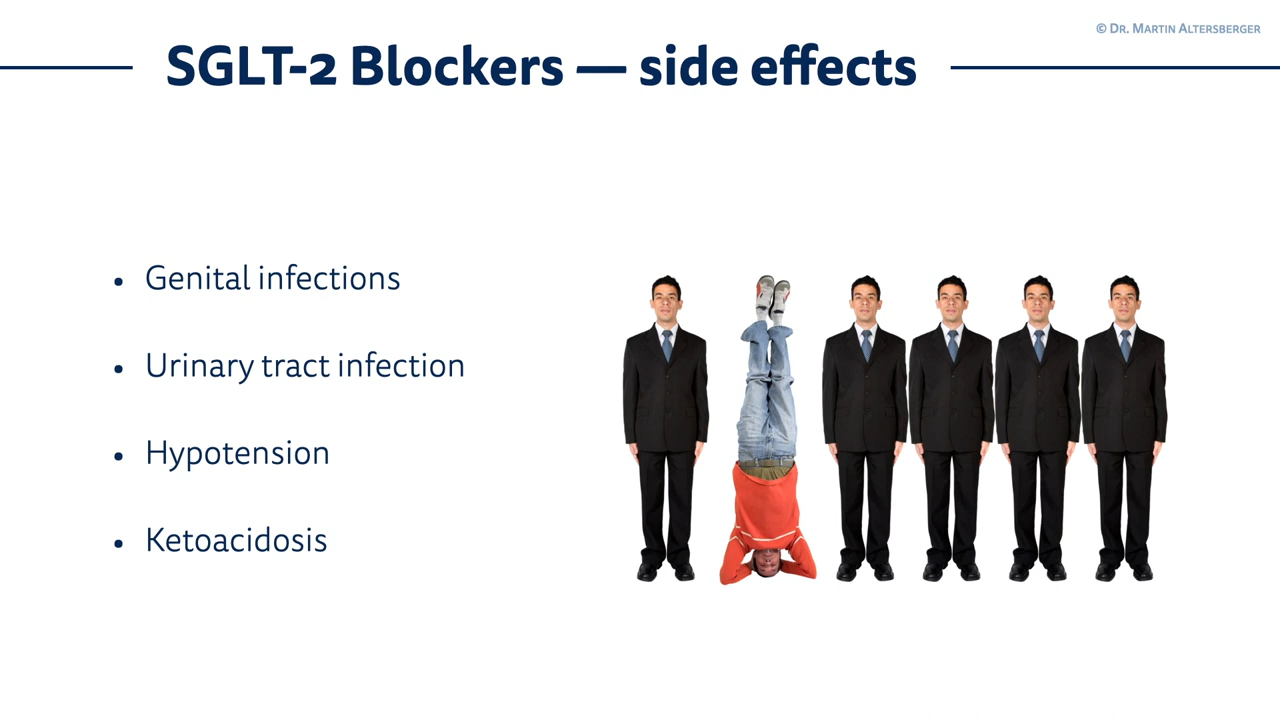 © Dr. Martin Altersberger
SGLT-2 Blockers — side effects
• Genital infections
• Urinary tract infection
• Hypotension
• Ketoacidosis